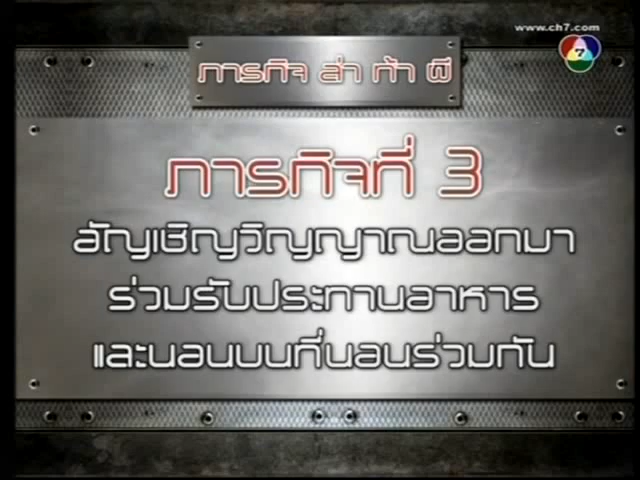 www.ch7.com
7
ภารกิจ ล่า ท้า ผี
ภารกิจที่ 3
อัญเชิญวิญญาณออกมา
ร่วมรับประทานอาหาร
และนอนบนที่นอนร่วมกัน